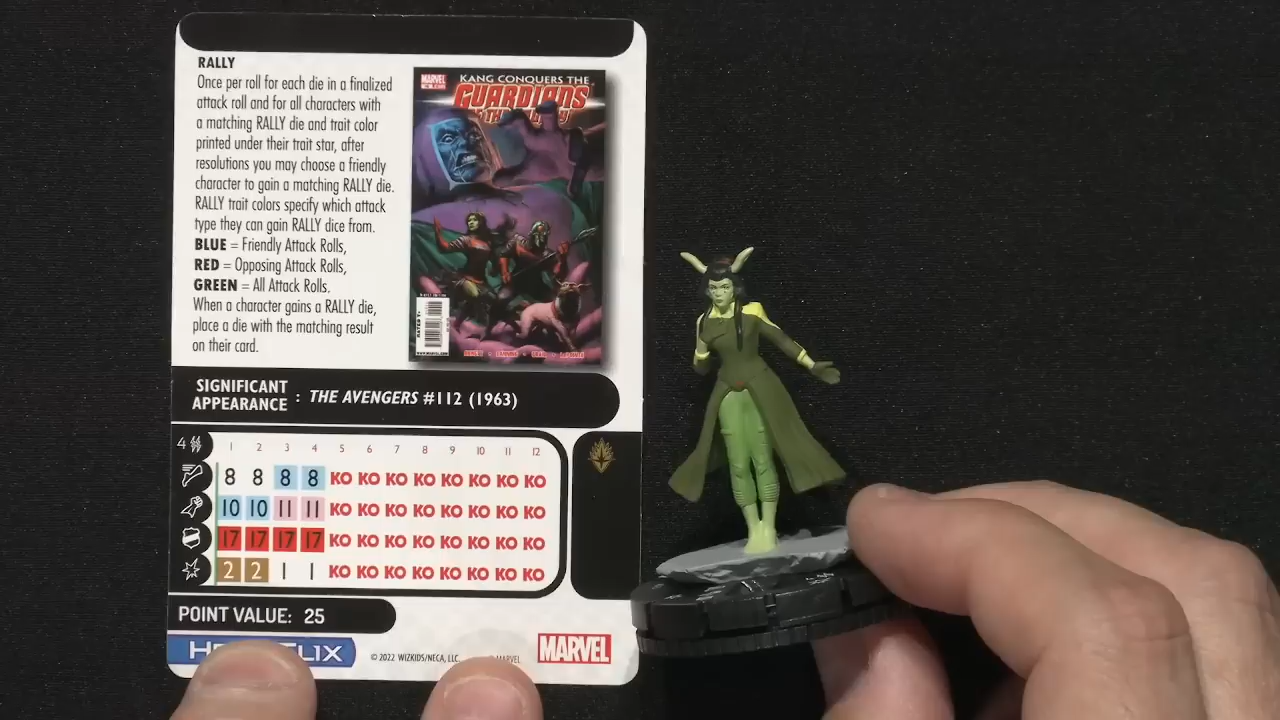 RALLY
Once per roll for each die in a finalized
attack roll and for all characters with
a matching RALLY die and trait color
printed under their trait star, after
resolutions you may choose a friendly
character to gain a matching RALLY die.
RALLY trait colors specify which attack
type they can gain RALLY dice from.
BLUE = Friendly Attack Rolls,
RED = Opposing Attack Rolls,
GREEN = All Attack Rolls.
When a character gains a RALLY die,
place a die with the matching result
on their card.
MARVEL
KANG CONQUERS THE
GUARDIANS
SIGNIFICANT
APPEARANCE : THE AVENGERS #112 (1963)
4 1 2 3 4 5 6 7 8 9 10 11 12
8 8 8 8 KO KO KO KO KO KO KO KO
10 10 11 11 KO KO KO KO KO KO KO KO
17 17 17 17 KO KO KO KO KO KO KO KO
2 2 1 1 KO KO KO KO KO KO KO KO
POINT VALUE: 25
© 2022 WIZKIDS/NECA, LLC. MARVEL
MARVEL